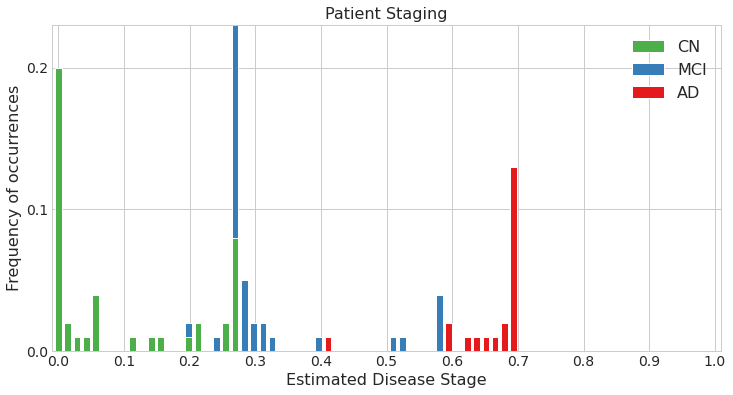 Patient Staging
CN
MCI
AD
Frequency of occurrences
0.2
0.1
0.0
0.0 0.1 0.2 0.3 0.4 0.5 0.6 0.7 0.8 0.9 1.0
Estimated Disease Stage